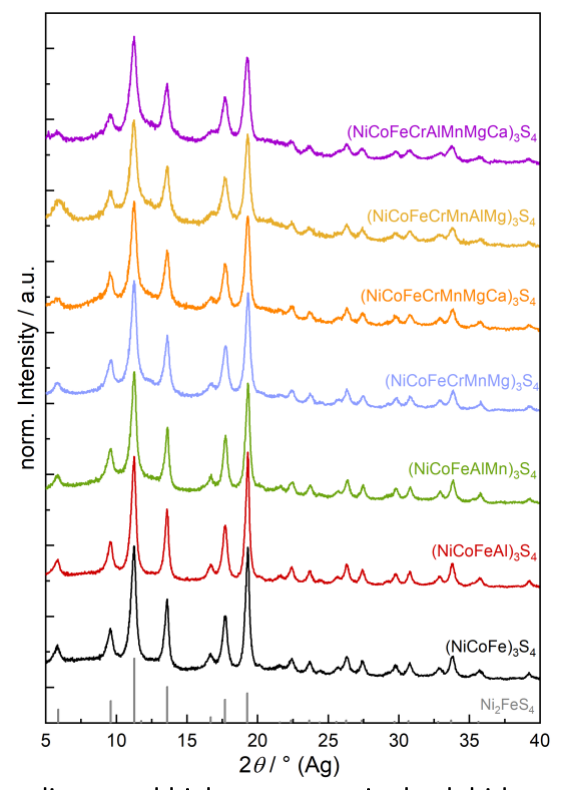 (NiCoFeCrAlMnMgCa)₃S₄
(NiCoFeCrMnAlMg)₃S₄
(NiCoFeCrMnMgCa)₃S₄
(NiCoFeCrMnMg)₃S₄
(NiCoFeAlMn)₃S₄
(NiCoFeAl)₃S₄
(NiCoFe)₃S₄
Ni₂FeS₄
norm. Intensity / a.u.
5 10 15 20 25 30 35 40
2θ / ° (Ag)